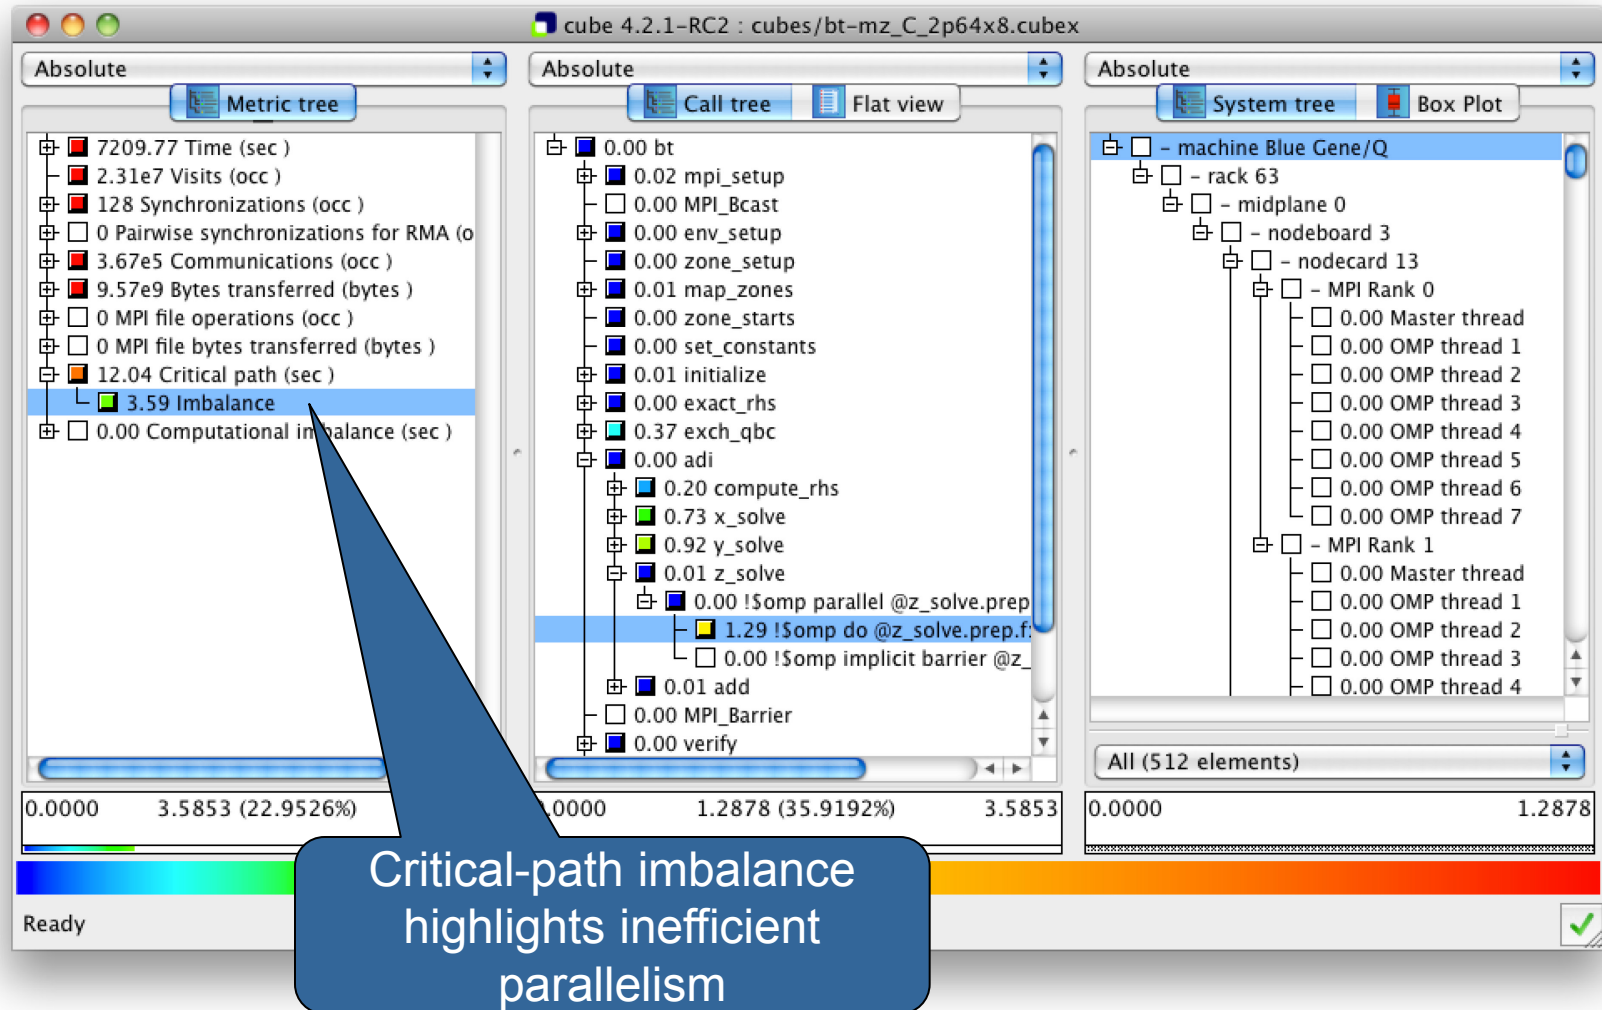 cube 4.2.1-RC2 : cubes/bt-mz_C_2p64x8.cubex
Absolute
Metric tree
7209.77 Time (sec )
2.31e7 Visits (occ )
128 Synchronizations (occ )
0 Pairwise synchronizations for RMA (o
3.67e5 Communications (occ )
9.57e9 Bytes transferred (bytes )
0 MPI file operations (occ )
0 MPI file bytes transferred (bytes )
12.04 Critical path (sec )
3.59 Imbalance
0.00 Computational imbalance (sec )
0.0000 3.5853 (22.9526%)
Absolute
Call tree Flat view
0.00 bt
0.02 mpi_setup
0.00 MPI_Bcast
0.00 env_setup
0.00 zone_setup
0.01 map_zones
0.00 zone_starts
0.00 set_constants
0.01 initialize
0.00 exact_rhs
0.37 exch_qbc
0.00 adi
0.20 compute_rhs
0.73 x_solve
0.92 y_solve
0.01 z_solve
0.00 !$omp parallel @z_solve.prep
1.29 !$omp do @z_solve.prep.f:
0.00 !$omp implicit barrier @z_
0.01 add
0.00 MPI_Barrier
0.00 verify
0.0000 1.2878 (35.9192%) 3.5853
Absolute
System tree Box Plot
- machine Blue Gene/Q
- rack 63
- midplane 0
- nodeboard 3
- nodecard 13
- MPI Rank 0
0.00 Master thread
0.00 OMP thread 1
0.00 OMP thread 2
0.00 OMP thread 3
0.00 OMP thread 4
0.00 OMP thread 5
0.00 OMP thread 6
0.00 OMP thread 7
- MPI Rank 1
0.00 Master thread
0.00 OMP thread 1
0.00 OMP thread 2
0.00 OMP thread 3
0.00 OMP thread 4
All (512 elements)
0.0000 1.2878
Critical-path imbalance
highlights inefficient
parallelism
Ready